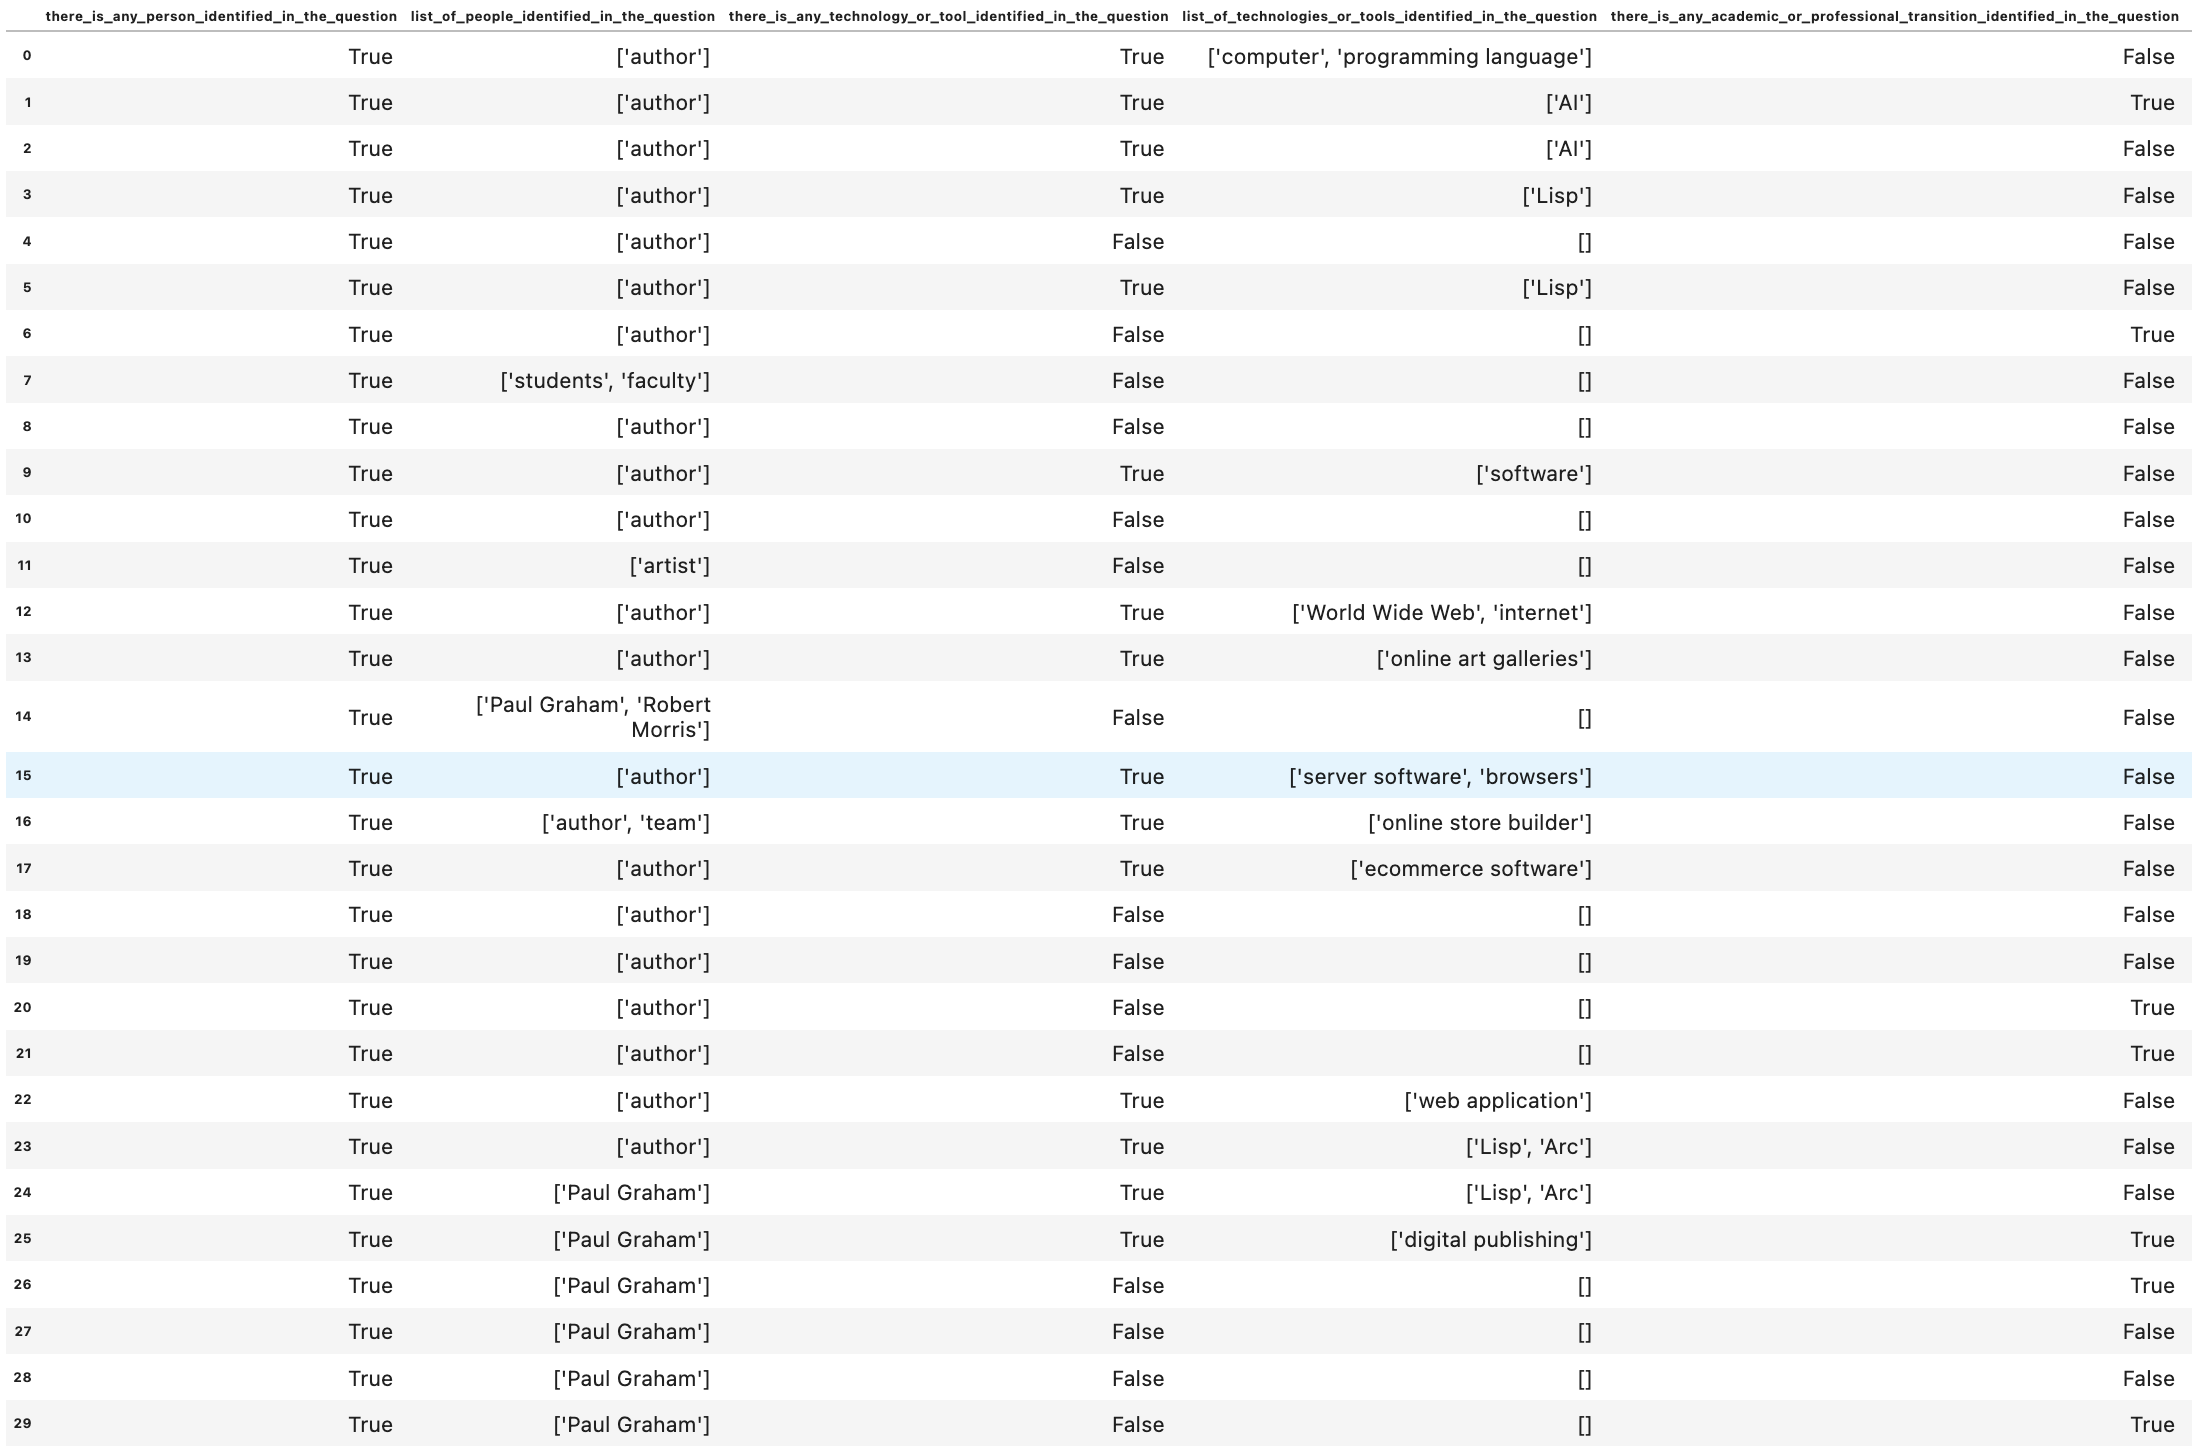 there_is_any_person_identified_in_the_question list_of_people_identified_in_the_question there_is_any_technology_or_tool_identified_in_the_question list_of_technologies_or_tools_identified_in_the_question there_is_any_academic_or_professional_transition_identified_in_the_question
0 True ['author'] True ['computer', 'programming language'] False
1 True ['author'] True ['AI'] True
2 True ['author'] True ['AI'] False
3 True ['author'] True ['Lisp'] False
4 True ['author'] False [] False
5 True ['author'] True ['Lisp'] False
6 True ['author'] False [] True
7 True ['students', 'faculty'] False [] False
8 True ['author'] False [] False
9 True ['author'] True ['software'] False
10 True ['author'] False [] False
11 True ['artist'] False [] False
12 True ['author'] True ['World Wide Web', 'internet'] False
13 True ['author'] True ['online art galleries'] False
14 True ['Paul Graham', 'Robert
Morris'] False [] False
15 True ['author'] True ['server software', 'browsers'] False
16 True ['author', 'team'] True ['online store builder'] False
17 True ['author'] True ['ecommerce software'] False
18 True ['author'] False [] False
19 True ['author'] False [] False
20 True ['author'] False [] True
21 True ['author'] False [] True
22 True ['author'] True ['web application'] False
23 True ['author'] True ['Lisp', 'Arc'] False
24 True ['Paul Graham'] True ['Lisp', 'Arc'] False
25 True ['Paul Graham'] True ['digital publishing'] True
26 True ['Paul Graham'] False [] True
27 True ['Paul Graham'] False [] False
28 True ['Paul Graham'] False [] False
29 True ['Paul Graham'] False [] True